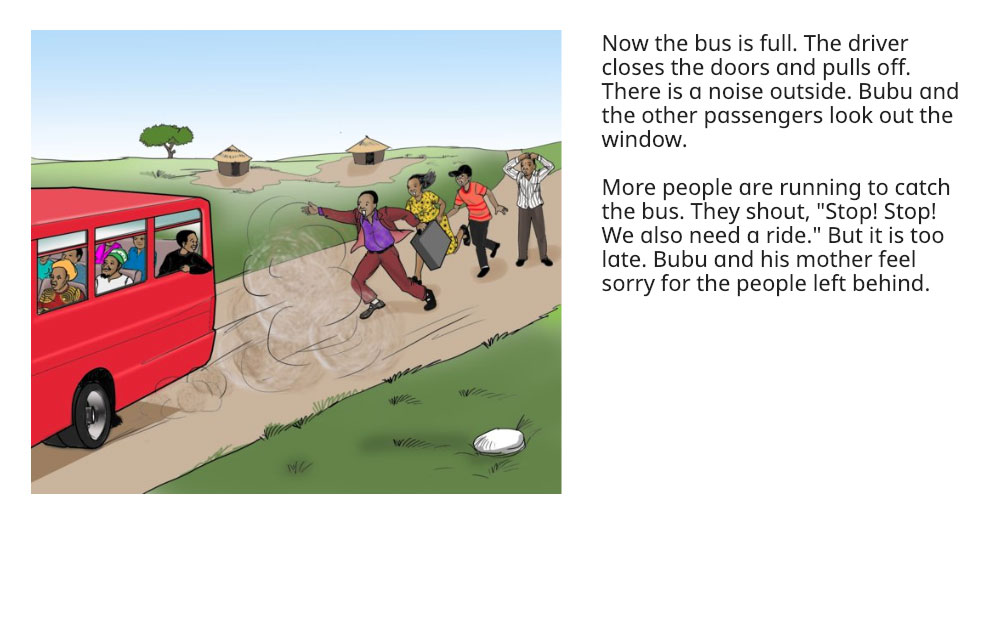 Now the bus is full. The driver
closes the doors and pulls off.
There is a noise outside. Bubu and
the other passengers look out the
window.
More people are running to catch
the bus. They shout, "Stop! Stop!
We also need a ride." But it is too
late. Bubu and his mother feel
sorry for the people left behind.